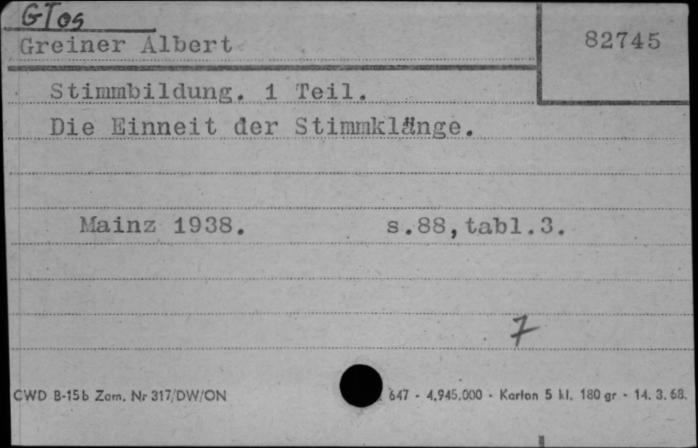 GTos
Greiner Albert
82745
Stimmbildung. 1 Teil.
Die Einneit der Stimmklänge.
Mainz 1938. s.88,tabl.3.
7
CWD B-15b Zam. Nr 317/DW/ON 647 - 4,945.000 - Karton 5 kl. 180 gr - 14. 3. 68.